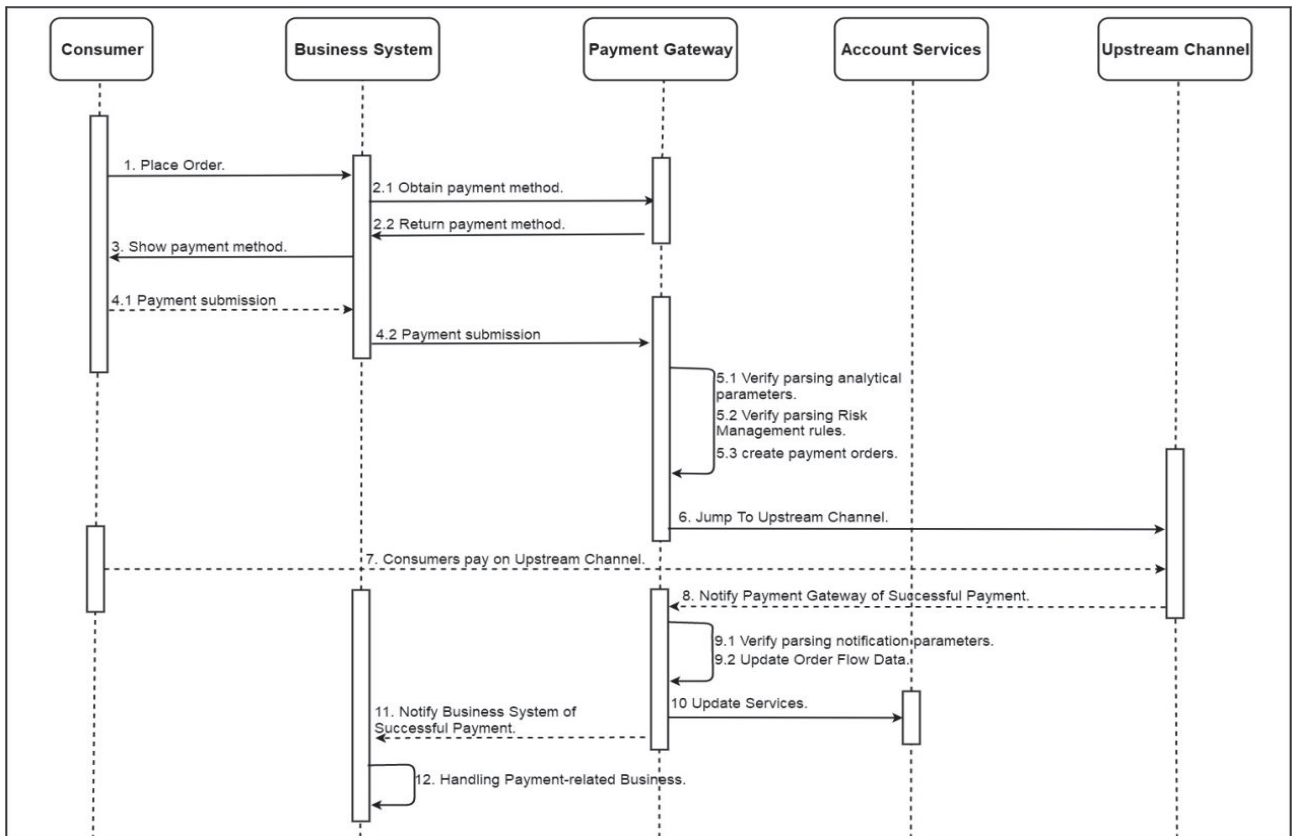 Consumer
Business System
Payment Gateway
Account Services
Upstream Channel
1. Place Order.
2.1 Obtain payment method.
2.2 Return payment method.
3. Show payment method.
4.1 Payment submission
4.2 Payment submission
5.1 Verify parsing analytical
parameters.
5.2 Verify parsing Risk
Management rules.
5.3 create payment orders.
6. Jump To Upstream Channel.
7. Consumers pay on Upstream Channel.
8. Notify Payment Gateway of Successful Payment.
9.1 Verify parsing notification parameters.
9.2 Update Order Flow Data.
10 Update Services.
11. Notify Business System of
Successful Payment.
12. Handling Payment-related Business.